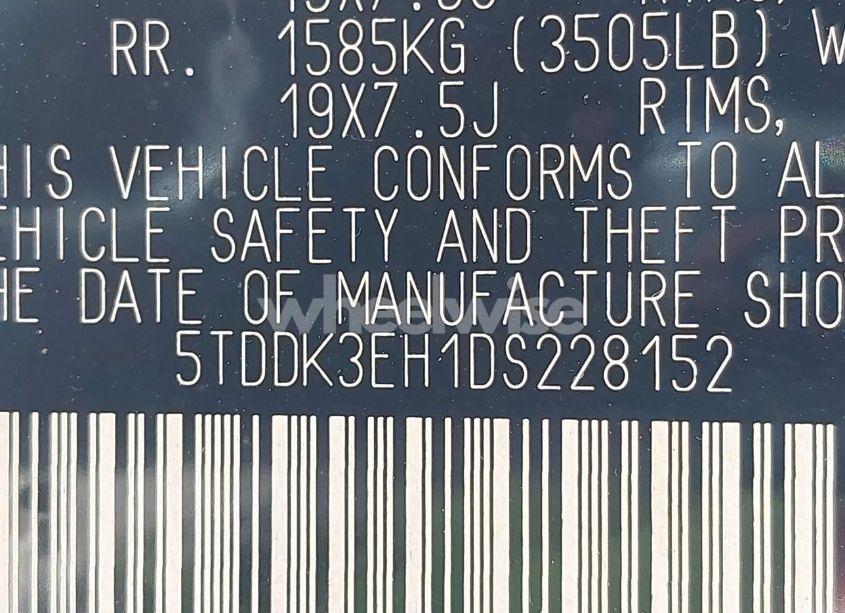 RR. 1585KG (3505LB) W
19X7.5J RIMS,
HIS VEHICLE CONFORMS TO AL
EHICLE SAFETY AND THEFT PR
HE DATE OF MANUFACTURE SHO
wheelwise
5TDDK3EH1DS228152